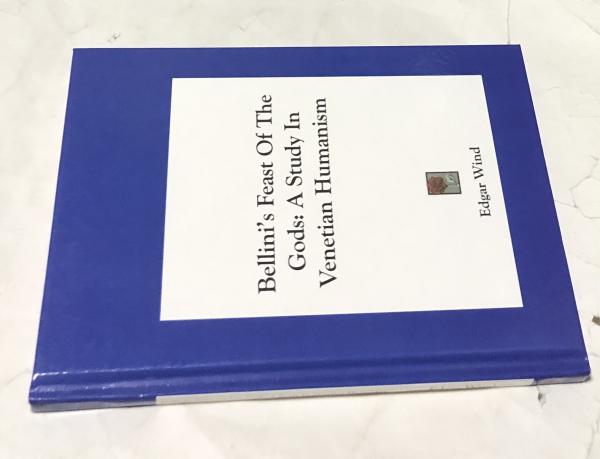 Bellini's Feast Of The
Gods: A Study In
Venetian Humanism
Edgar Wind